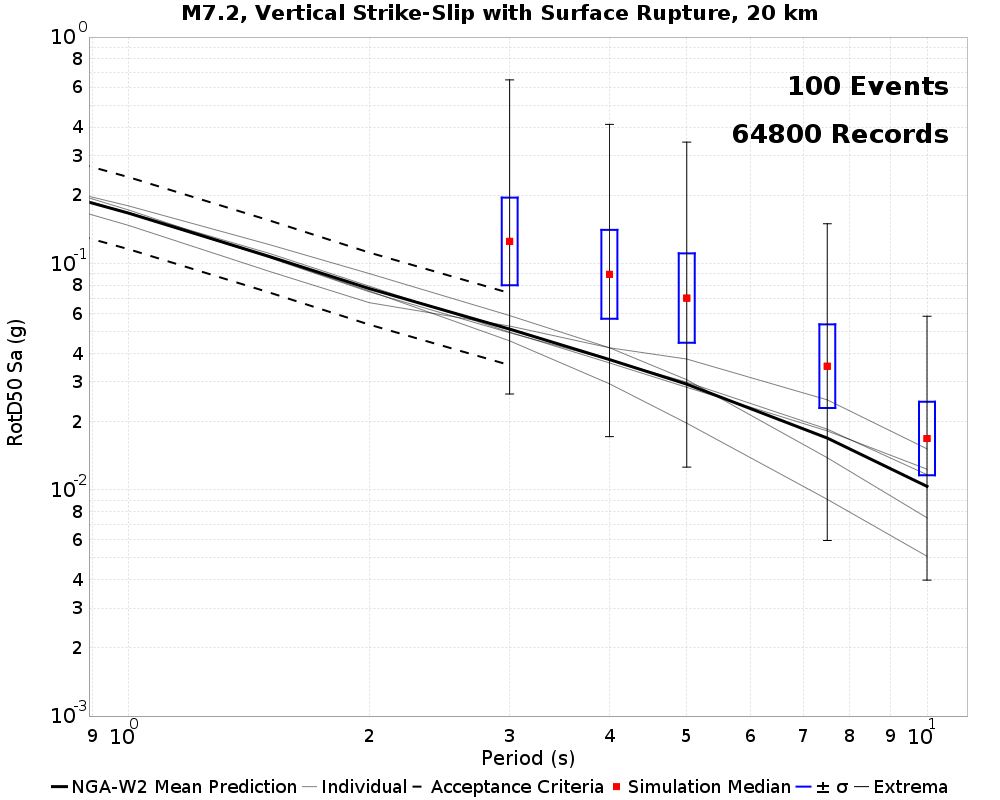 M7.2, Vertical Strike-Slip with Surface Rupture, 20 km
100 Events
64800 Records
RotD50 Sa (g)
10^0
8
6
4
3
2
10^-1
8
6
4
3
2
10^-2
8
6
4
3
2
10^-3
9 10^0 2 3 4 5 6 7 8 9 10^1
Period (s)
NGA-W2 Mean Prediction Individual Acceptance Criteria Simulation Median ± σ Extrema